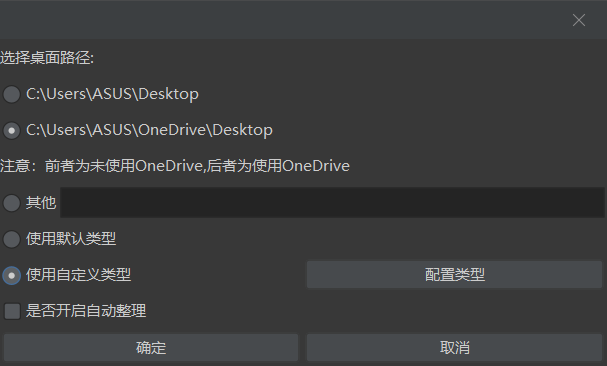 选择桌面路径:
C:\Users\ASUS\Desktop
C:\Users\ASUS\OneDrive\Desktop
注意：前者为未使用OneDrive,后者为使用OneDrive
其他
使用默认类型
使用自定义类型 配置类型
是否开启自动整理
确定 取消